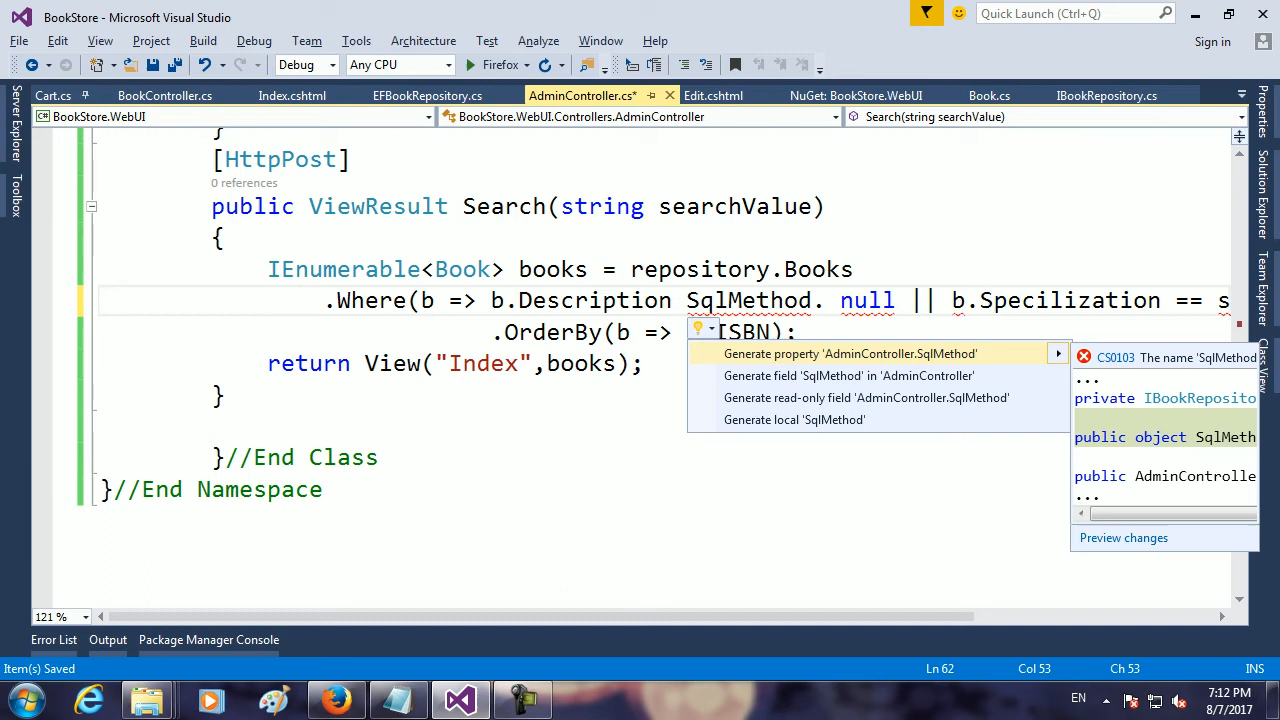 BookStore - Microsoft Visual Studio
Quick Launch (Ctrl+Q)
File Edit View Project Build Debug Team Tools Architecture Test Analyze Window Help
Sign in
Debug Any CPU Firefox
Cart.cs BookController.cs Index.cshtml EFBookRepository.cs AdminController.cs* Edit.cshtml NuGet: BookStore.WebUI Book.cs IBookRepository.cs
BookStore.WebUI BookStore.WebUI.Controllers.AdminController Search(string searchValue)
Server Explorer
Toolbox
Properties
Solution Explorer
Team Explorer
Class View
}
[HttpPost]
0 references
public ViewResult Search(string searchValue)
{
IEnumerable<Book> books = repository.Books
.Where(b => b.Description SqlMethod. null || b.Specilization == s
.OrderBy(b => ISBN);
return View("Index",books);
}
}//End Class
}//End Namespace
Generate property 'AdminController.SqlMethod'
Generate field 'SqlMethod' in 'AdminController'
Generate read-only field 'AdminController.SqlMethod'
Generate local 'SqlMethod'
CS0103 The name 'SqlMethod
...
private IBookReposito
public object SqlMeth
public AdminControlle
...
Preview changes
121 %
Error List Output Package Manager Console
Item(s) Saved Ln 62 Col 53 Ch 53 INS
EN 7:12 PM
8/7/2017